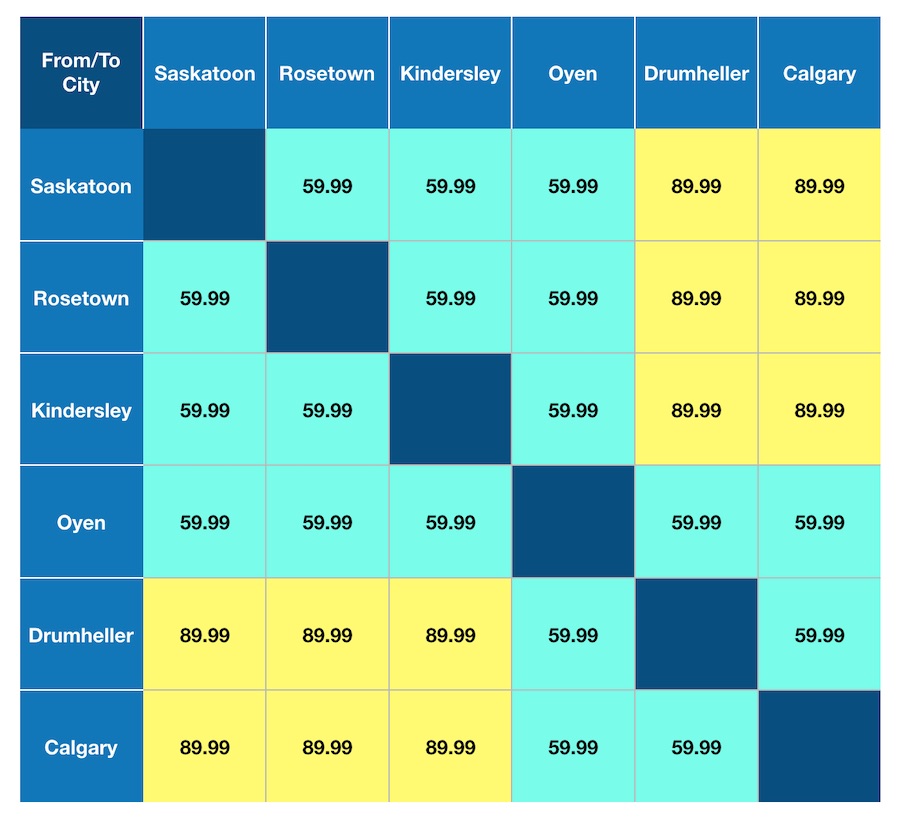 From/To City Saskatoon Rosetown Kindersley Oyen Drumheller Calgary
Saskatoon 59.99 59.99 59.99 89.99 89.99
Rosetown 59.99 59.99 59.99 89.99 89.99
Kindersley 59.99 59.99 59.99 89.99 89.99
Oyen 59.99 59.99 59.99 59.99 59.99
Drumheller 89.99 89.99 89.99 59.99 59.99
Calgary 89.99 89.99 89.99 59.99 59.99